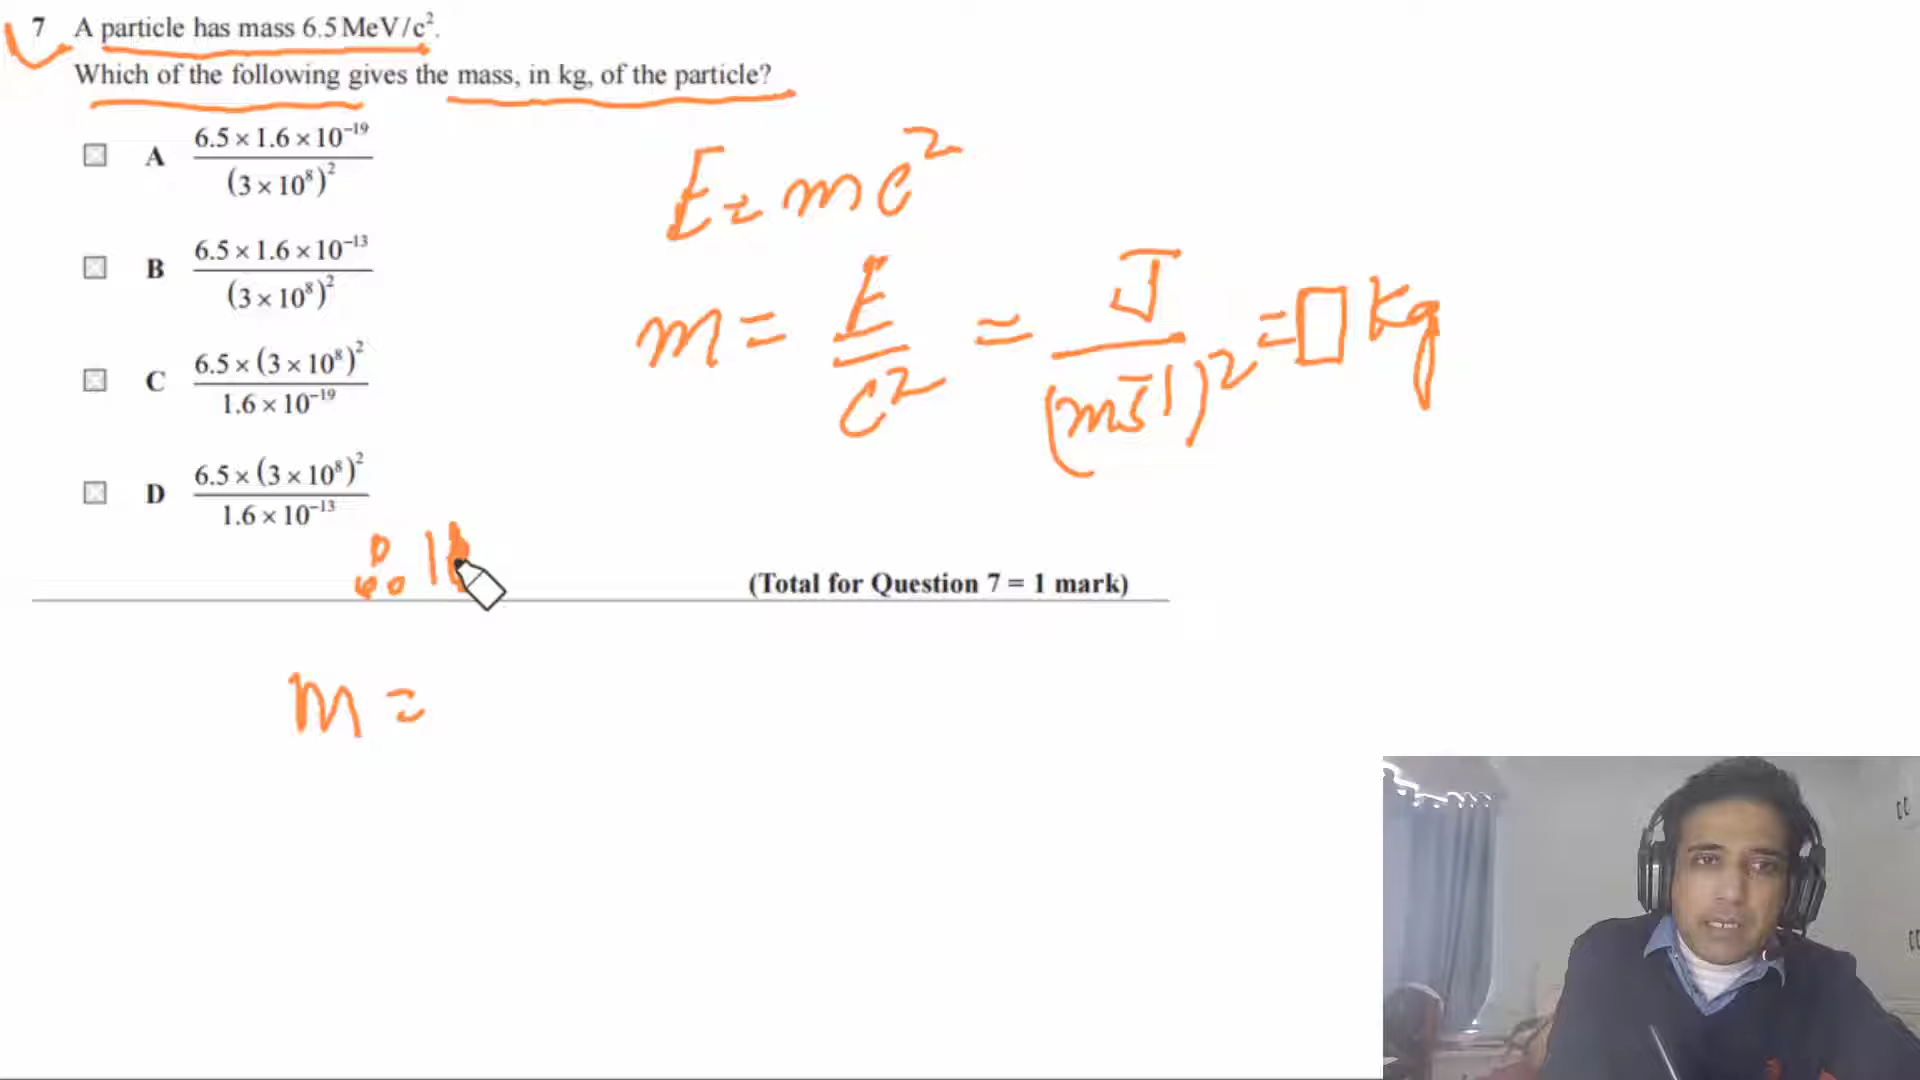 7 A particle has mass 6.5 MeV/c².
Which of the following gives the mass, in kg, of the particle?
A (6.5 × 1.6 × 10⁻¹⁹) / (3 × 10⁸)²
B (6.5 × 1.6 × 10⁻¹³) / (3 × 10⁸)²
C (6.5 × (3 × 10⁸)²) / (1.6 × 10⁻¹⁹)
D (6.5 × (3 × 10⁸)²) / (1.6 × 10⁻¹³)
(Total for Question 7 = 1 mark)
E = mc²
m = E / c² = J / (ms⁻¹)² = □ kg
m =